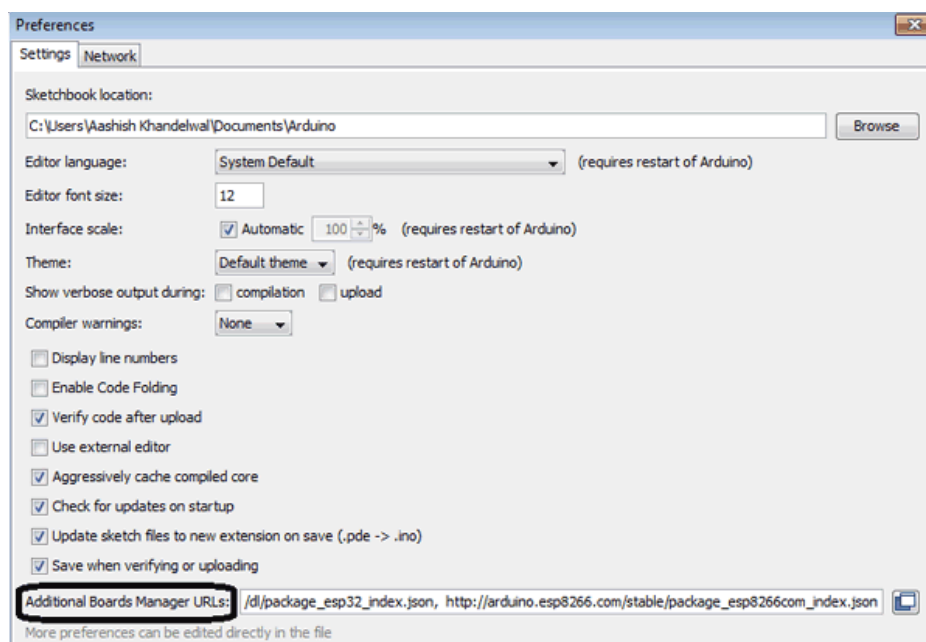 Preferences
Settings Network
Sketchbook location:
C:\Users\Aashish Khandelwal\Documents\Arduino Browse
Editor language: System Default (requires restart of Arduino)
Editor font size: 12
Interface scale: Automatic 100 % (requires restart of Arduino)
Theme: Default theme (requires restart of Arduino)
Show verbose output during: compilation upload
Compiler warnings: None
Display line numbers
Enable Code Folding
Verify code after upload
Use external editor
Aggressively cache compiled core
Check for updates on startup
Update sketch files to new extension on save (.pde -> .ino)
Save when verifying or uploading
Additional Boards Manager URLs: /dl/package_esp32_index.json, http://arduino.esp8266.com/stable/package_esp8266com_index.json
More preferences can be edited directly in the file